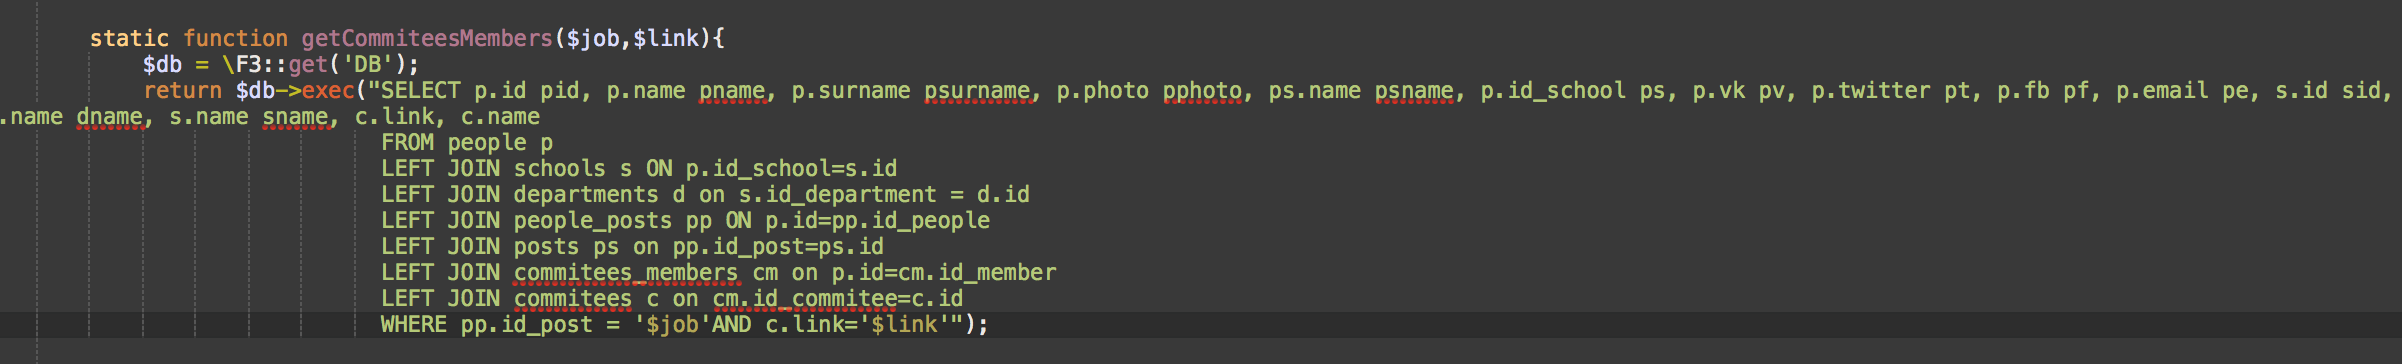 static function getCommiteesMembers($job,$link){
$db = \F3::get('DB');
return $db->exec("SELECT p.id pid, p.name pname, p.surname psurname, p.photo pphoto, ps.name psname, p.id_school ps, p.vk pv, p.twitter pt, p.fb pf, p.email pe, s.id sid,
.name dname, s.name sname, c.link, c.name
FROM people p
LEFT JOIN schools s ON p.id_school=s.id
LEFT JOIN departments d on s.id_department = d.id
LEFT JOIN people_posts pp ON p.id=pp.id_people
LEFT JOIN posts ps on pp.id_post=ps.id
LEFT JOIN commitees_members cm on p.id=cm.id_member
LEFT JOIN commitees c on cm.id_commitee=c.id
WHERE pp.id_post = '$job'AND c.link='$link'");